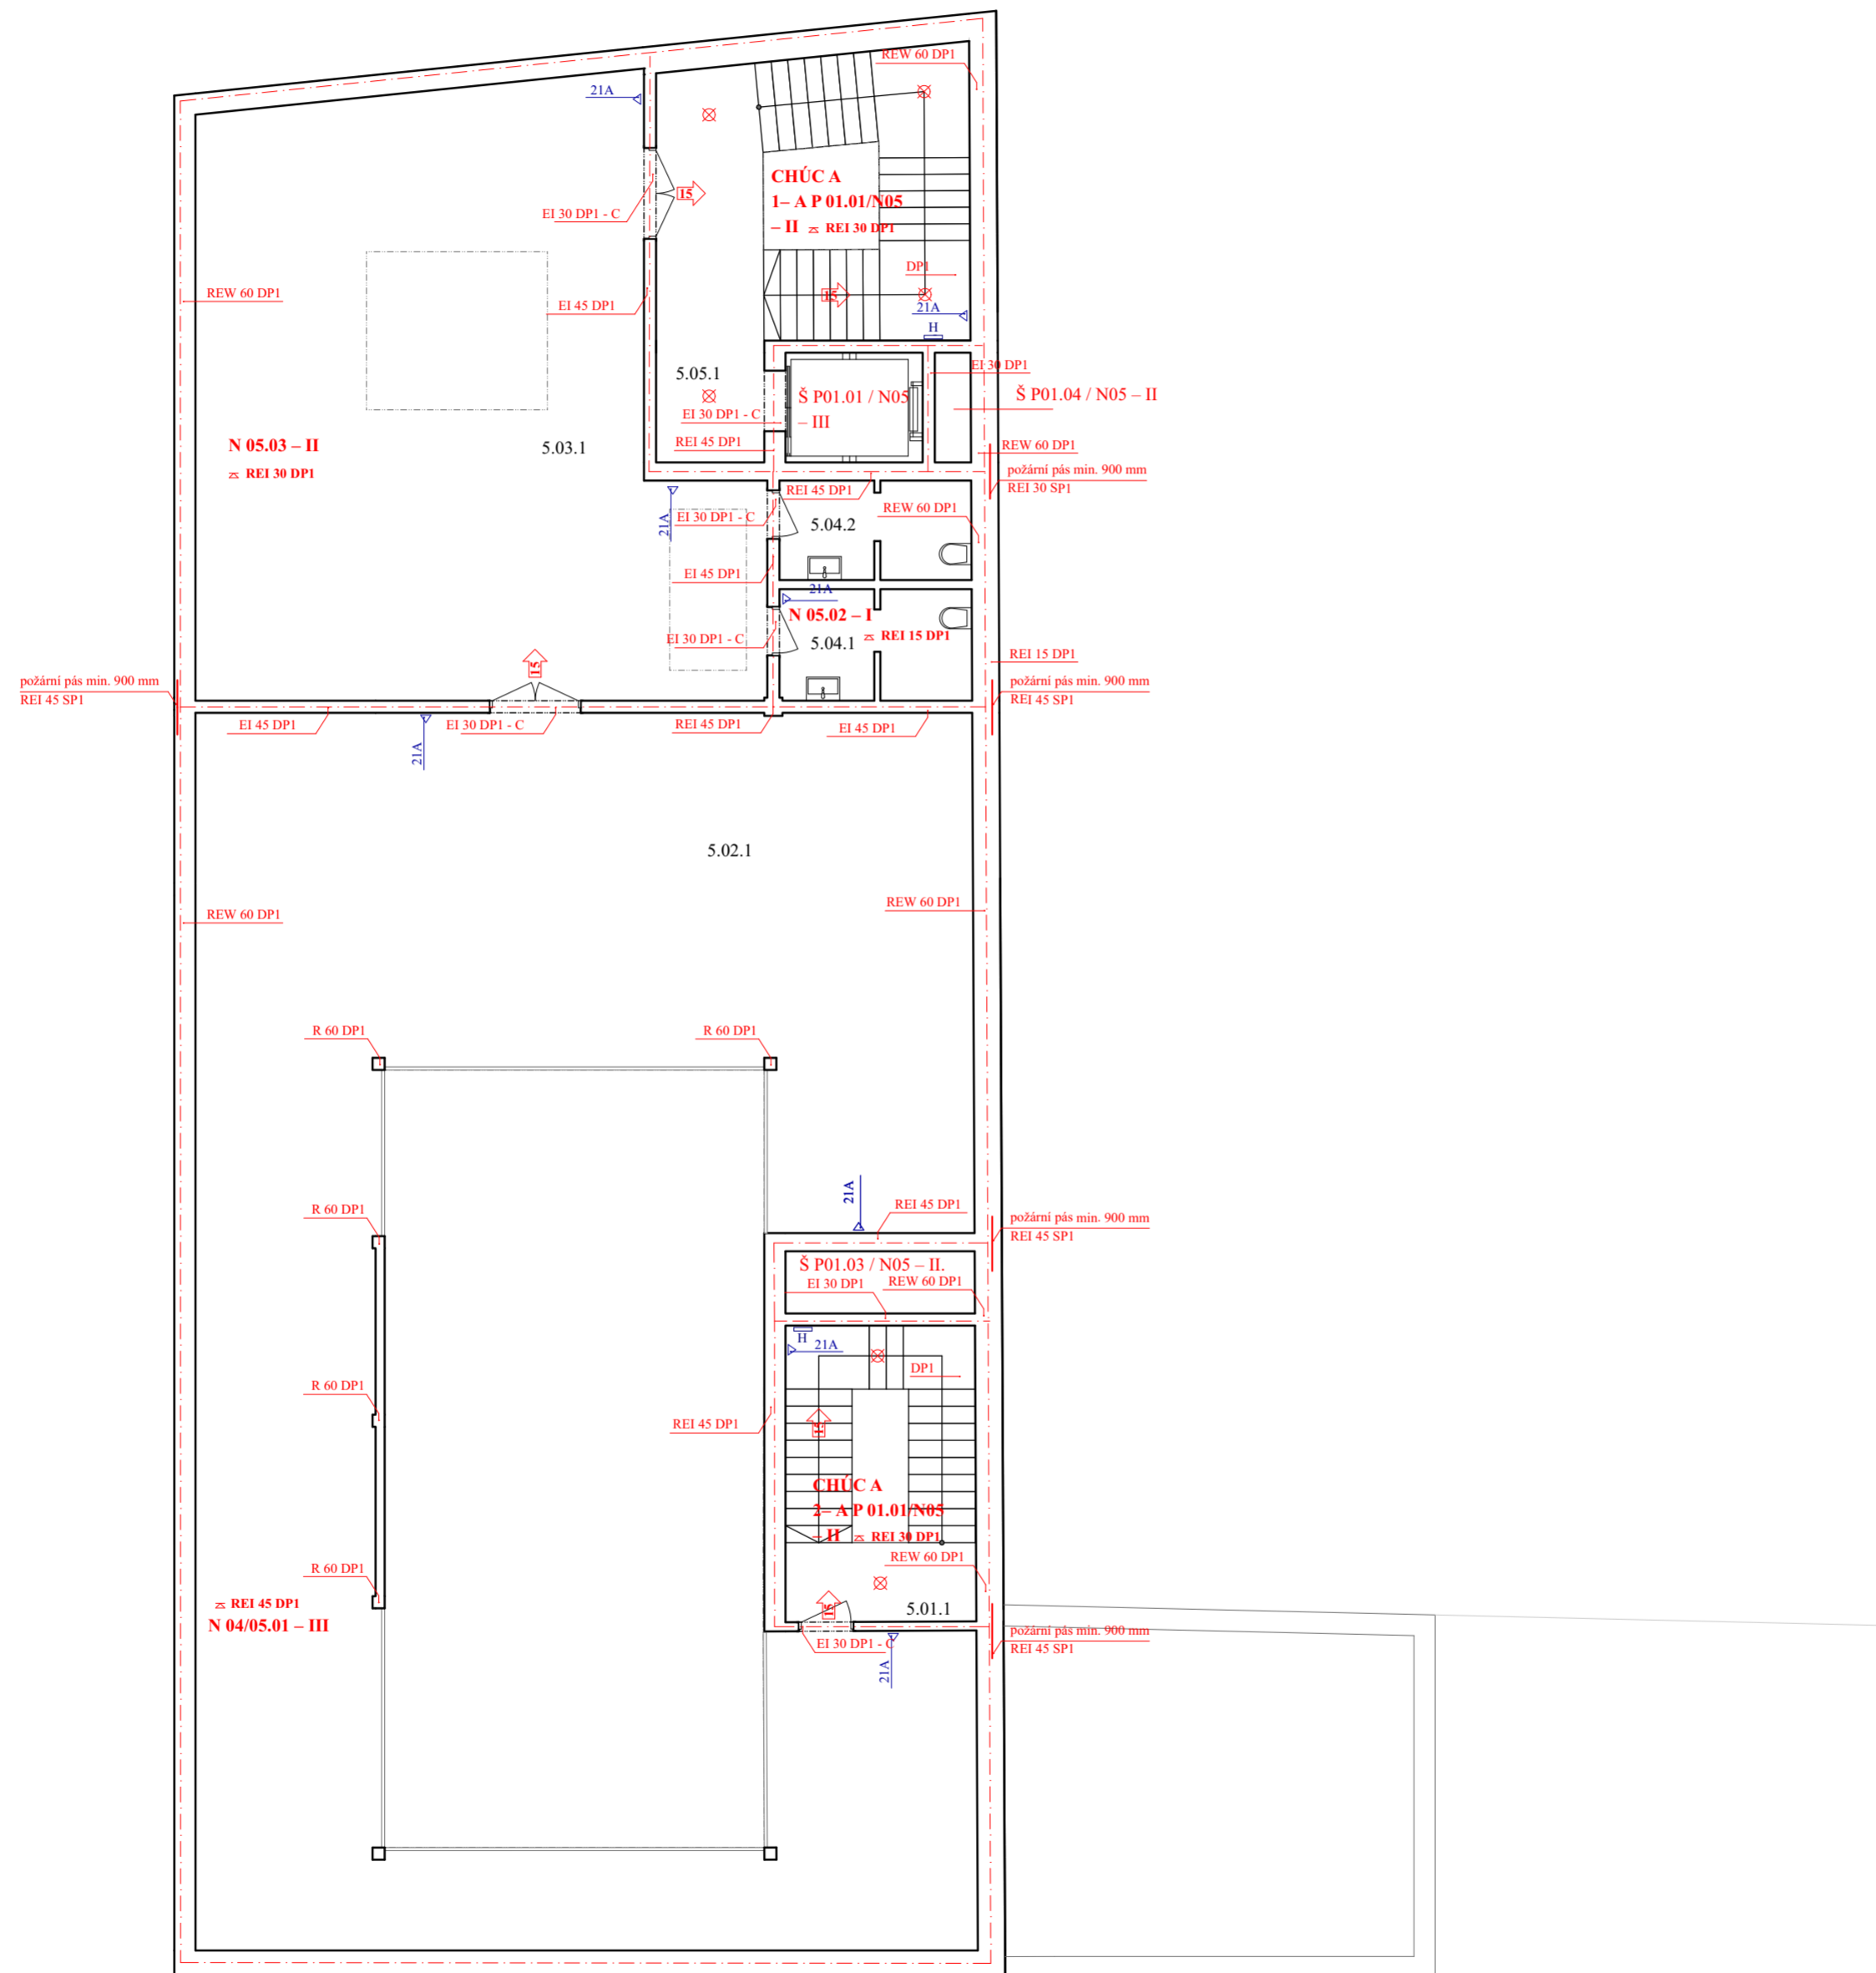 REW 60 DP1
21A
CHÚC A
1– A P 01.01/N05
– II REI 30 DP1
15
EI 30 DP1 - C
DP1
REW 60 DP1
EI 45 DP1
15
21A
H
EI 30 DP1
5.05.1
Š P01.01 / N05
– III
Š P01.04 / N05 – II
EI 30 DP1 - C
REI 45 DP1
N 05.03 – II
REI 30 DP1
5.03.1
REW 60 DP1
požární pás min. 900 mm
REI 30 SP1
REI 45 DP1
21A
EI 30 DP1 - C
5.04.2
REW 60 DP1
EI 45 DP1
21A
N 05.02 – I
REI 15 DP1
EI 30 DP1 - C
5.04.1
REI 15 DP1
15
požární pás min. 900 mm
REI 45 SP1
požární pás min. 900 mm
REI 45 SP1
EI 45 DP1
EI 30 DP1 - C
REI 45 DP1
EI 45 DP1
21A
5.02.1
REW 60 DP1
REW 60 DP1
R 60 DP1
R 60 DP1
21A
REI 45 DP1
R 60 DP1
požární pás min. 900 mm
REI 45 SP1
Š P01.03 / N05 – II.
EI 30 DP1
REW 60 DP1
H
21A
DP1
R 60 DP1
REI 45 DP1
15
CHÚC A
2– A P 01.01/N05
– II REI 30 DP1
REW 60 DP1
R 60 DP1
REI 45 DP1
N 04/05.01 – III
15
5.01.1
EI 30 DP1 - C
požární pás min. 900 mm
REI 45 SP1
21A